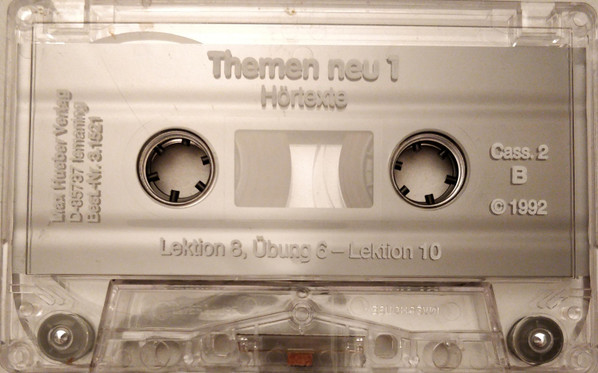 Themen neu 1
Hörtexte
Max Hueber Verlag
D-85737 Ismaning
Best.-Nr. 3.1521
Cass. 2
B
© 1992
Lektion 8, Übung 6 – Lektion 10